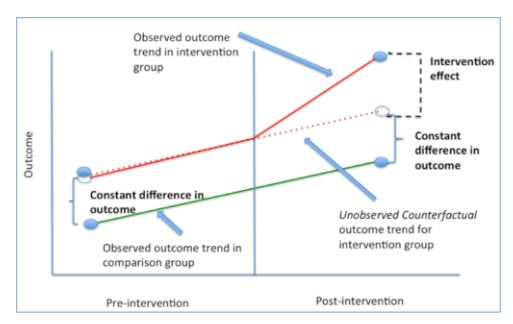 Observed outcome
trend in intervention
group
Intervention
effect
Outcome
Constant difference in
outcome
Constant
difference in
outcome
Unobserved Counterfactual
outcome trend for
intervention group
Observed outcome trend in
comparison group
Pre-intervention
Post-intervention